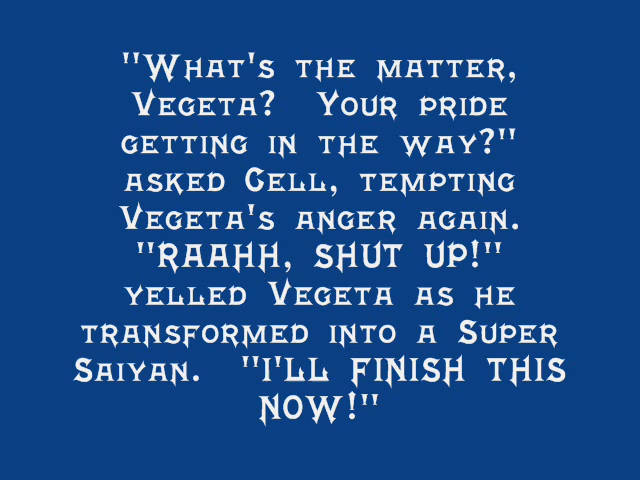 "What's the matter,
Vegeta?  Your pride
getting in the way?"
asked Cell, tempting
Vegeta's anger again.
"RAAHH, SHUT UP!"
yelled Vegeta as he
transformed into a Super
Saiyan.  "I'LL FINISH THIS
NOW!"